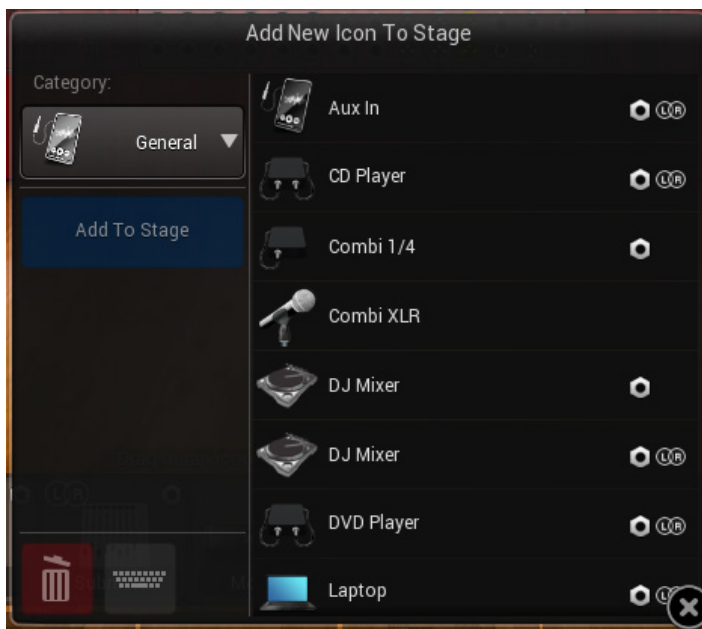 Add New Icon To Stage
Category:
General
Add To Stage
Aux In
L R
CD Player
L R
Combi 1/4
Combi XLR
DJ Mixer
DJ Mixer
L R
DVD Player
L R
Laptop